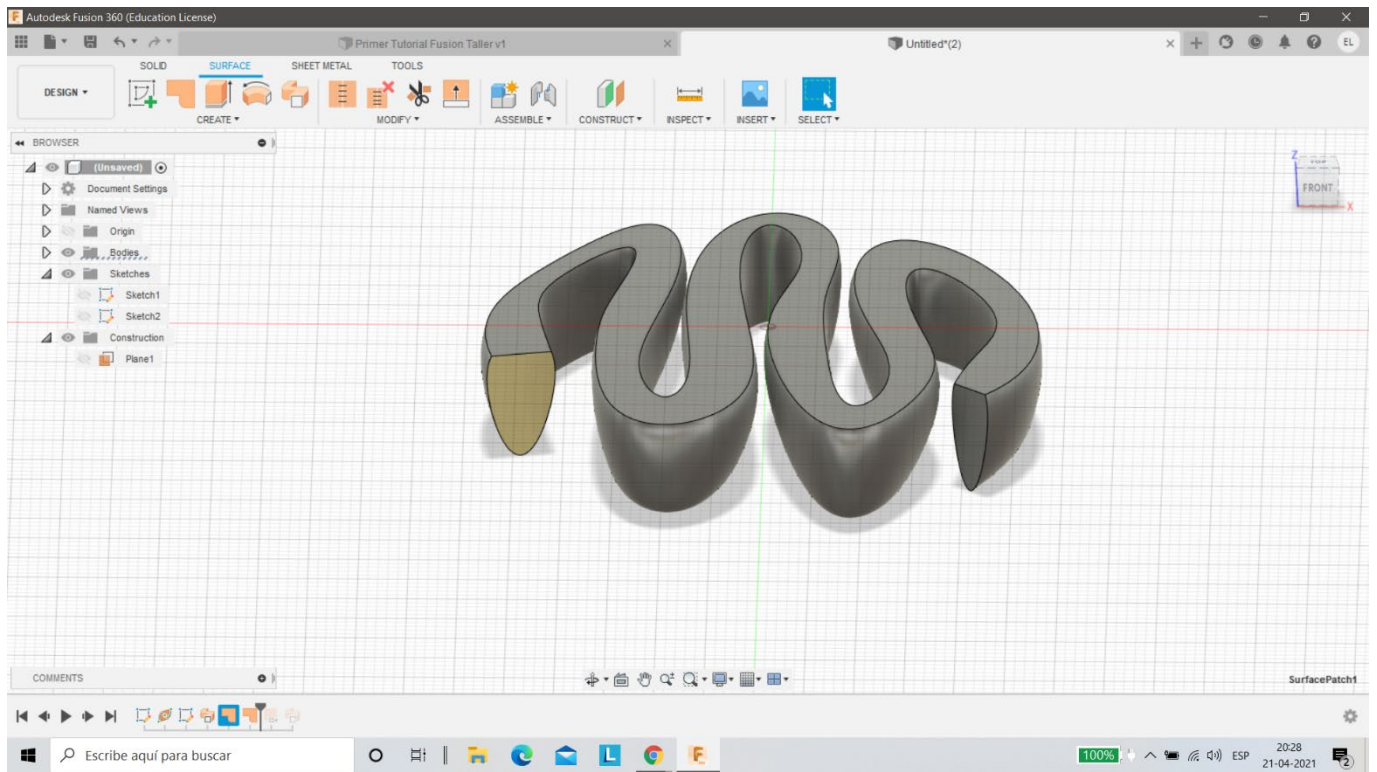 Autodesk Fusion 360 (Education License)
Primer Tutorial Fusion Taller v1
Untitled*(2)
EL
SOLID SURFACE SHEET METAL TOOLS
DESIGN
CREATE MODIFY ASSEMBLE CONSTRUCT INSPECT INSERT SELECT
BROWSER
(Unsaved)
Document Settings
Named Views
Origin
Bodies
Sketches
Sketch1
Sketch2
Construction
Plane1
Z
TOP
FRONT
X
COMMENTS
SurfacePatch1
Escribe aquí para buscar
L
F
100%
ESP
20:28
21-04-2021
2